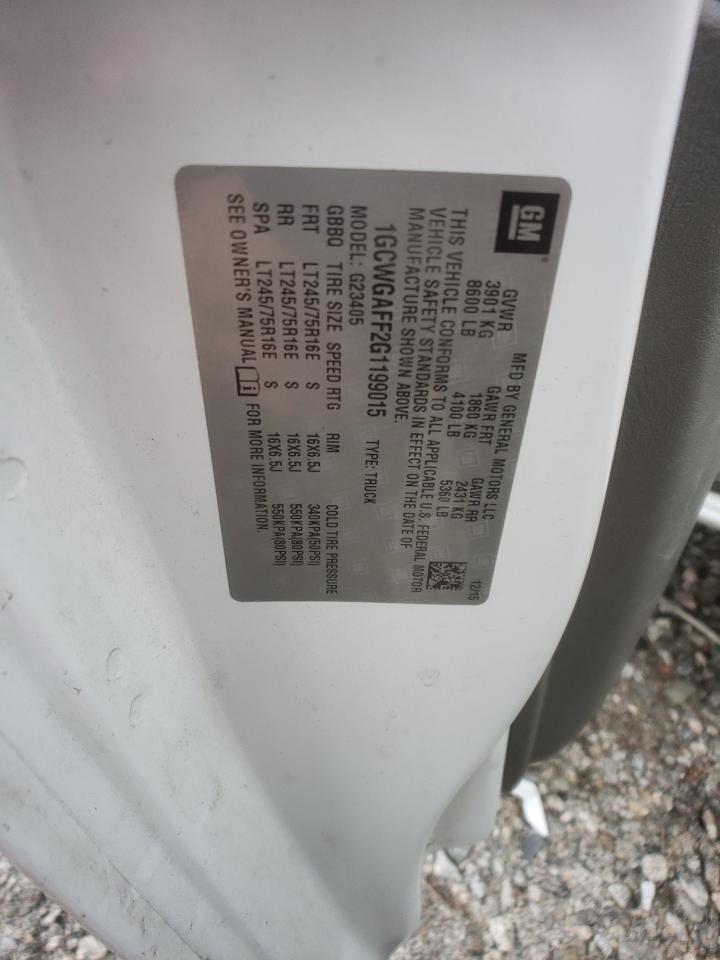 GM
MFD BY GENERAL MOTORS LLC 12/15
GVWR GAWR FRT GAWR RR
3901 KG 1860 KG 2431 KG
8600 LB 4100 LB 5360 LB
THIS VEHICLE CONFORMS TO ALL APPLICABLE U.S. FEDERAL MOTOR
VEHICLE SAFETY STANDARDS IN EFFECT ON THE DATE OF
MANUFACTURE SHOWN ABOVE.
1GCWGAFF2G1199015 TYPE: TRUCK
MODEL: G23405
GBBQ TIRE SIZE SPEED RTG RIM COLD TIRE PRESSURE
FRT LT245/75R16E S 16X6.5J 340KPA(50PSI)
RR LT245/75R16E S 16X6.5J 550KPA(80PSI)
SPA LT245/75R16E S 16X6.5J 550KPA(80PSI)
SEE OWNER'S MANUAL i FOR MORE INFORMATION.